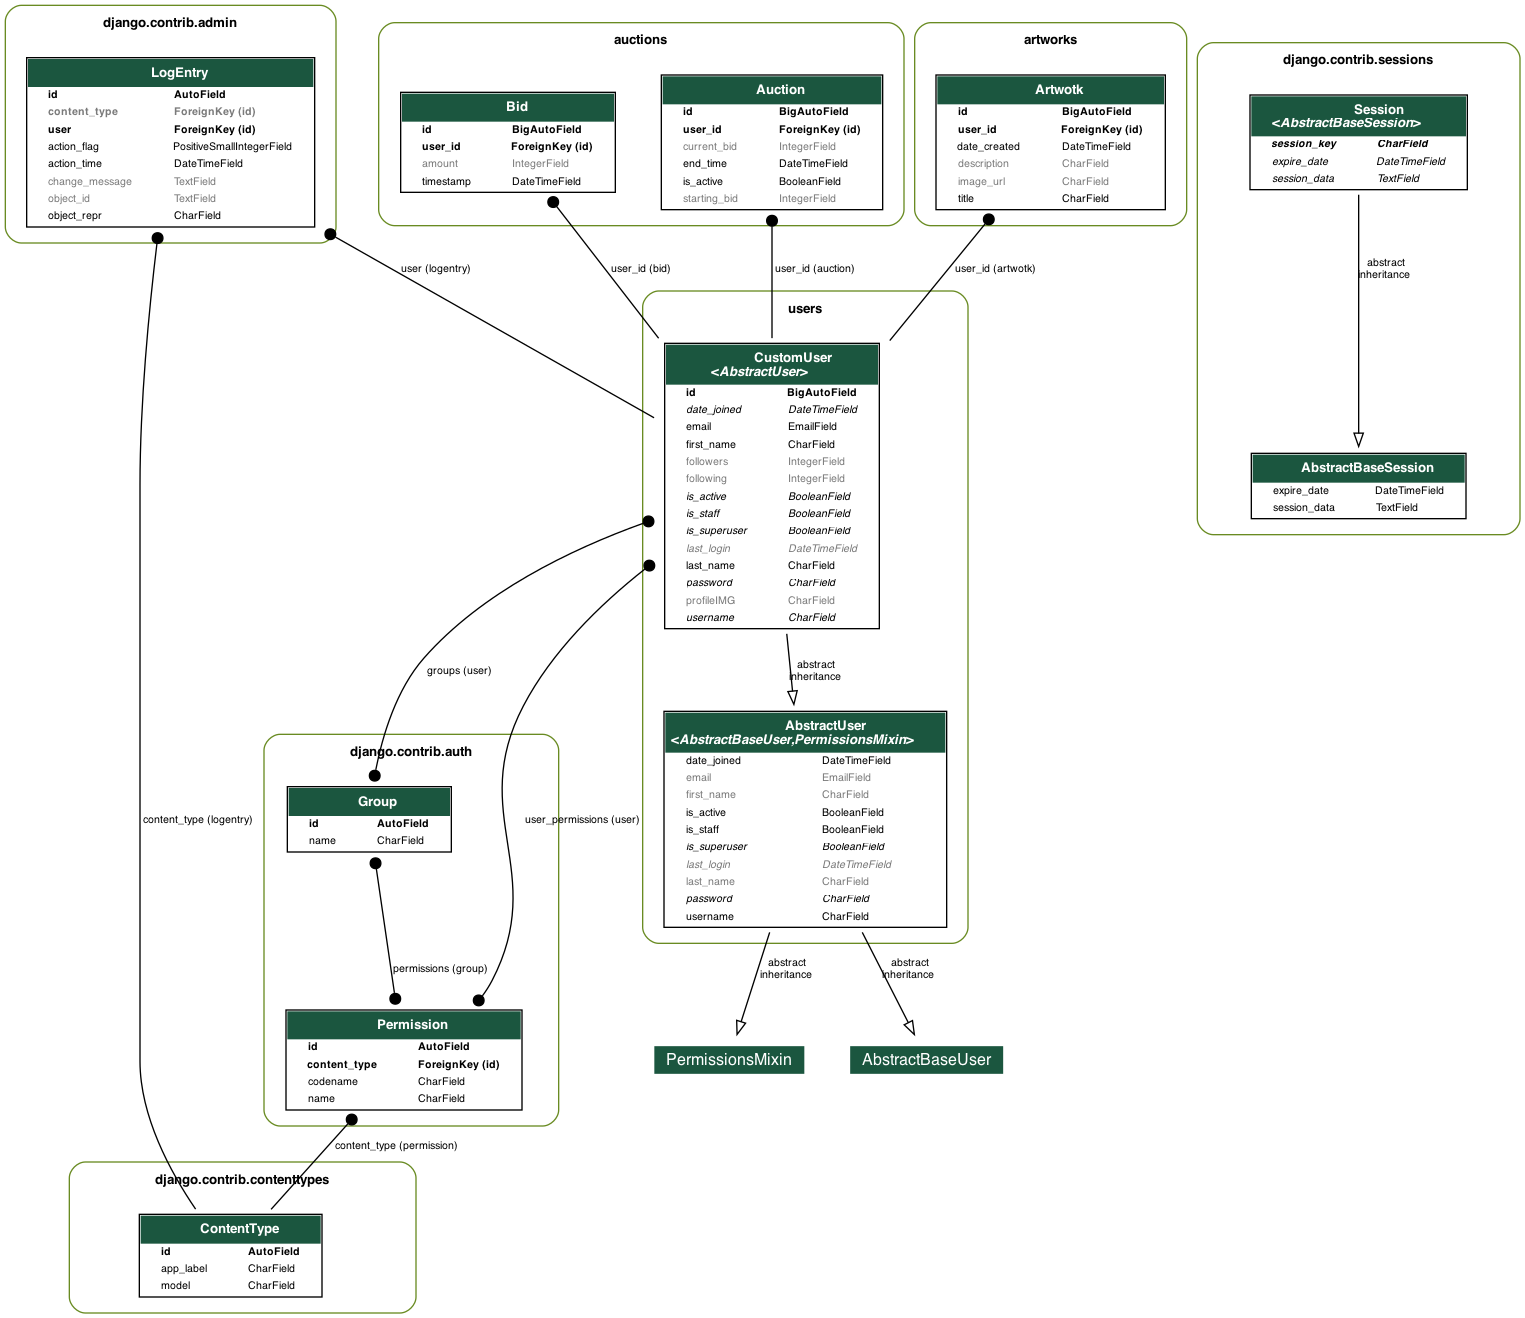 django.contrib.admin
LogEntry
id AutoField
content_type ForeignKey (id)
user ForeignKey (id)
action_flag PositiveSmallIntegerField
action_time DateTimeField
change_message TextField
object_id TextField
object_repr CharField
auctions
Bid
id BigAutoField
user_id ForeignKey (id)
amount IntegerField
timestamp DateTimeField
Auction
id BigAutoField
user_id ForeignKey (id)
current_bid IntegerField
end_time DateTimeField
is_active BooleanField
starting_bid IntegerField
artworks
Artwotk
id BigAutoField
user_id ForeignKey (id)
date_created DateTimeField
description CharField
image_url CharField
title CharField
django.contrib.sessions
Session
<AbstractBaseSession>
session_key CharField
expire_date DateTimeField
session_data TextField
user (logentry)
user_id (bid)
user_id (auction)
user_id (artwotk)
abstract
inheritance
users
CustomUser
<AbstractUser>
id BigAutoField
date_joined DateTimeField
email EmailField
first_name CharField
followers IntegerField
following IntegerField
is_active BooleanField
is_staff BooleanField
is_superuser BooleanField
last_login DateTimeField
last_name CharField
password CharField
profileIMG CharField
username CharField
AbstractBaseSession
expire_date DateTimeField
session_data TextField
groups (user)
abstract
inheritance
AbstractUser
<AbstractBaseUser,PermissionsMixin>
date_joined DateTimeField
email EmailField
first_name CharField
is_active BooleanField
is_staff BooleanField
is_superuser BooleanField
last_login DateTimeField
last_name CharField
password CharField
username CharField
django.contrib.auth
Group
id AutoField
name CharField
content_type (logentry)
user_permissions (user)
permissions (group)
abstract
inheritance
abstract
inheritance
Permission
id AutoField
content_type ForeignKey (id)
codename CharField
name CharField
PermissionsMixin
AbstractBaseUser
content_type (permission)
django.contrib.contenttypes
ContentType
id AutoField
app_label CharField
model CharField